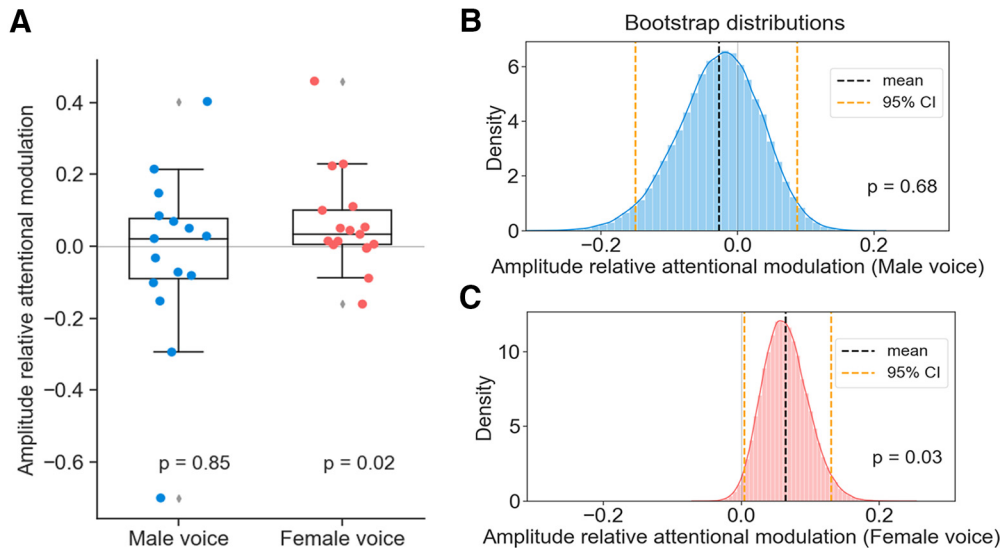 A
Amplitude relative attentional modulation
0.4
0.2
0.0
−0.2
−0.4
−0.6
p = 0.85
p = 0.02
Male voice
Female voice
B
Bootstrap distributions
Density
6
4
2
0
mean
95% CI
p = 0.68
−0.2
0.0
0.2
Amplitude relative attentional modulation (Male voice)
C
Density
10
5
0
mean
95% CI
p = 0.03
−0.2
0.0
0.2
Amplitude relative attentional modulation (Female voice)